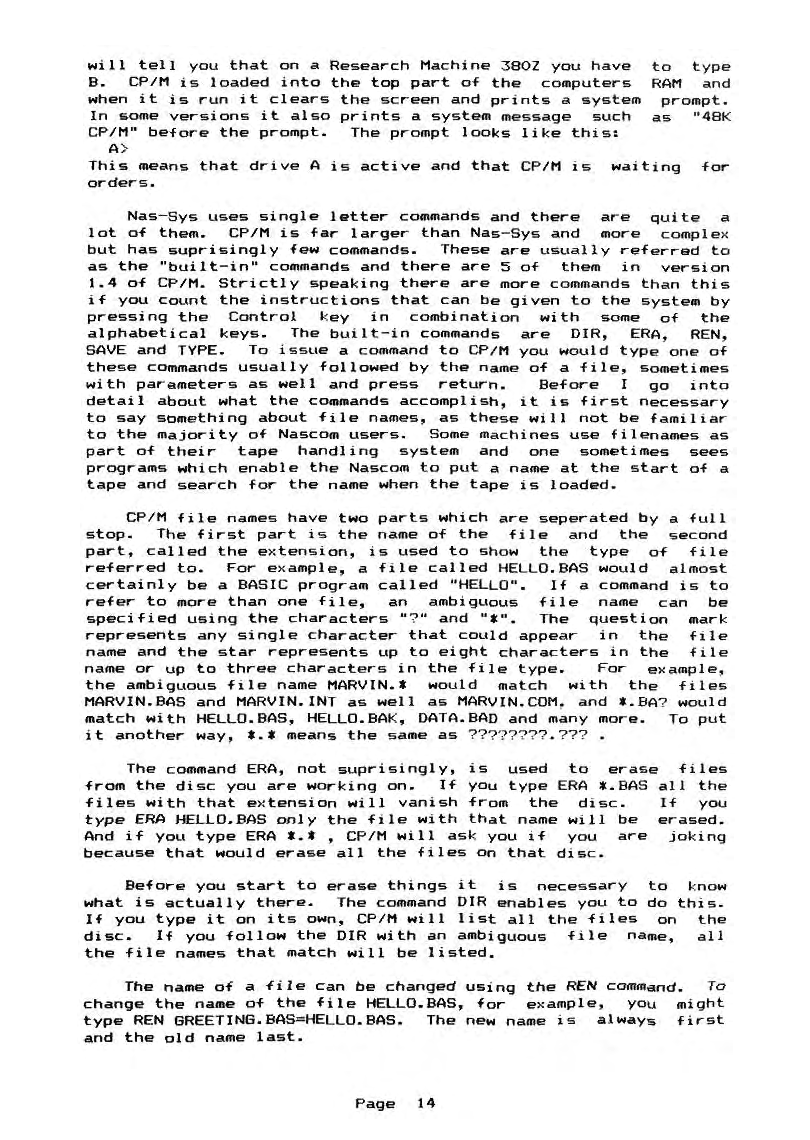 will tell you that on a Research Machine 380Z you have to type
B. CP/M is loaded into the top part of the computers RAM and
when it is run it clears the screen and prints a system prompt.
In some versions it also prints a system message such as "48K
CP/M" before the prompt. The prompt looks like this:
A>
This means that drive A is active and that CP/M is waiting for
orders.
Nas-Sys uses single letter commands and there are quite a
lot of them. CP/M is far larger than Nas-Sys and more complex
but has suprisingly few commands. These are usually referred to
as the "built-in" commands and there are 5 of them in version
1.4 of CP/M. Strictly speaking there are more commands than this
if you count the instructions that can be given to the system by
pressing the Control key in combination with some of the
alphabetical keys. The built-in commands are DIR, ERA, REN,
SAVE and TYPE. To issue a command to CP/M you would type one of
these commands usually followed by the name of a file, sometimes
with parameters as well and press return. Before I go into
detail about what the commands accomplish, it is first necessary
to say something about file names, as these will not be familiar
to the majority of Nascom users. Some machines use filenames as
part of their tape handling system and one sometimes sees
programs which enable the Nascom to put a name at the start of a
tape and search for the name when the tape is loaded.
CP/M file names have two parts which are seperated by a full
stop. The first part is the name of the file and the second
part, called the extension, is used to show the type of file
referred to. For example, a file called HELLO.BAS would almost
certainly be a BASIC program called "HELLO". If a command is to
refer to more than one file, an ambiguous file name can be
specified using the characters "?" and "*". The question mark
represents any single character that could appear in the file
name and the star represents up to eight characters in the file
name or up to three characters in the file type. For example,
the ambiguous file name MARVIN.* would match with the files
MARVIN.BAS and MARVIN.INT as well as MARVIN.COM, and *.BA? would
match with HELLO.BAS, HELLO.BAK, DATA.BAD and many more. To put
it another way, *.* means the same as ????????.??? .
The command ERA, not suprisingly, is used to erase files
from the disc you are working on. If you type ERA *.BAS all the
files with that extension will vanish from the disc. If you
type ERA HELLO.BAS only the file with that name will be erased.
And if you type ERA *.* , CP/M will ask you if you are joking
because that would erase all the files on that disc.
Before you start to erase things it is necessary to know
what is actually there. The command DIR enables you to do this.
If you type it on its own, CP/M will list all the files on the
disc. If you follow the DIR with an ambiguous file name, all
the file names that match will be listed.
The name of a file can be changed using the REN command. To
change the name of the file HELLO.BAS, for example, you might
type REN GREETING.BAS=HELLO.BAS. The new name is always first
and the old name last.
Page 14